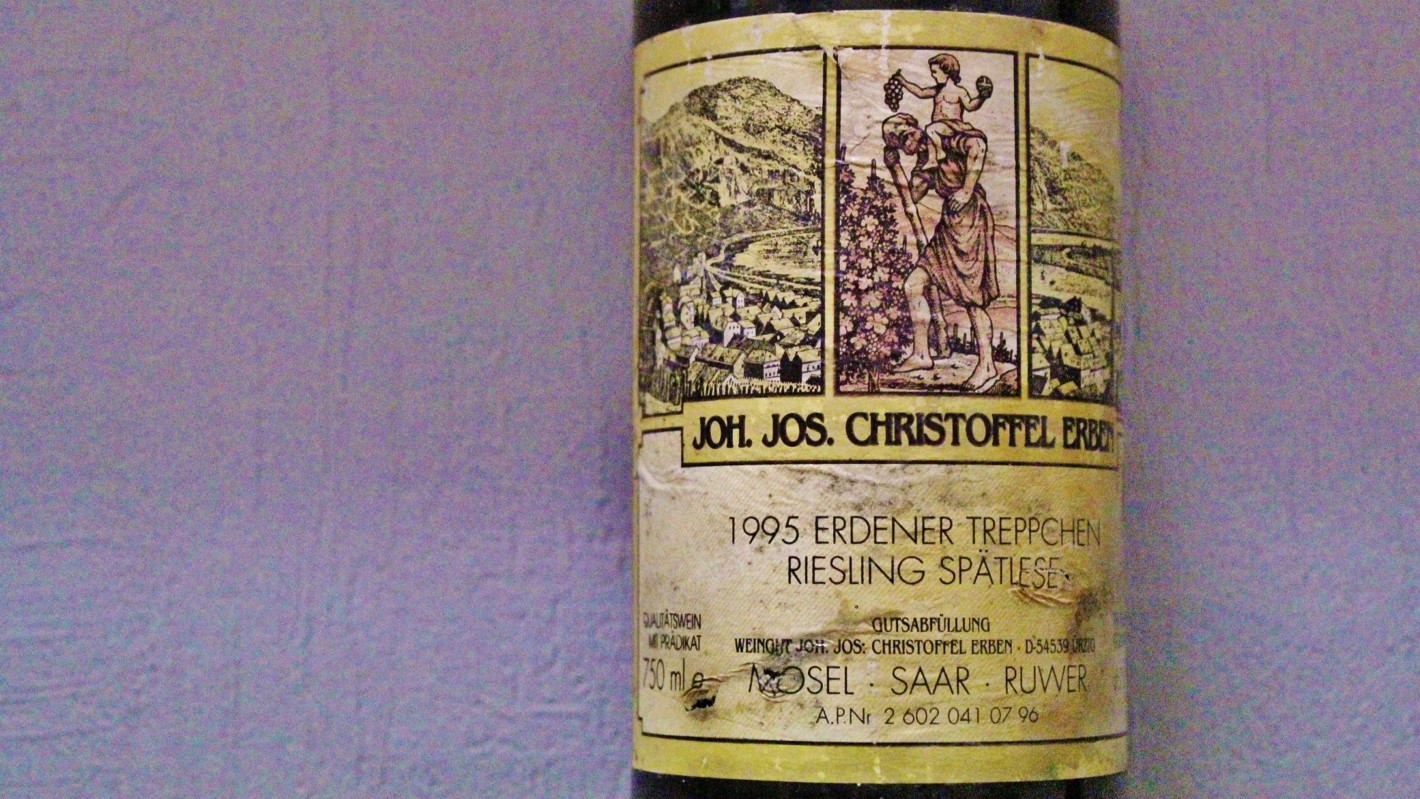 JOH. JOS. CHRISTOFFEL ERBEN
1995 ERDENER TREPPCHEN
RIESLING SPÄTLESE
QUALITÄTSWEIN
MIT PRÄDIKAT
750 ml e
GUTSABFÜLLUNG
WEINGUT JOH. JOS: CHRISTOFFEL ERBEN · D-54539 ÜRZIG
MOSEL · SAAR · RUWER
A.P.Nr 2 602 041 07 96